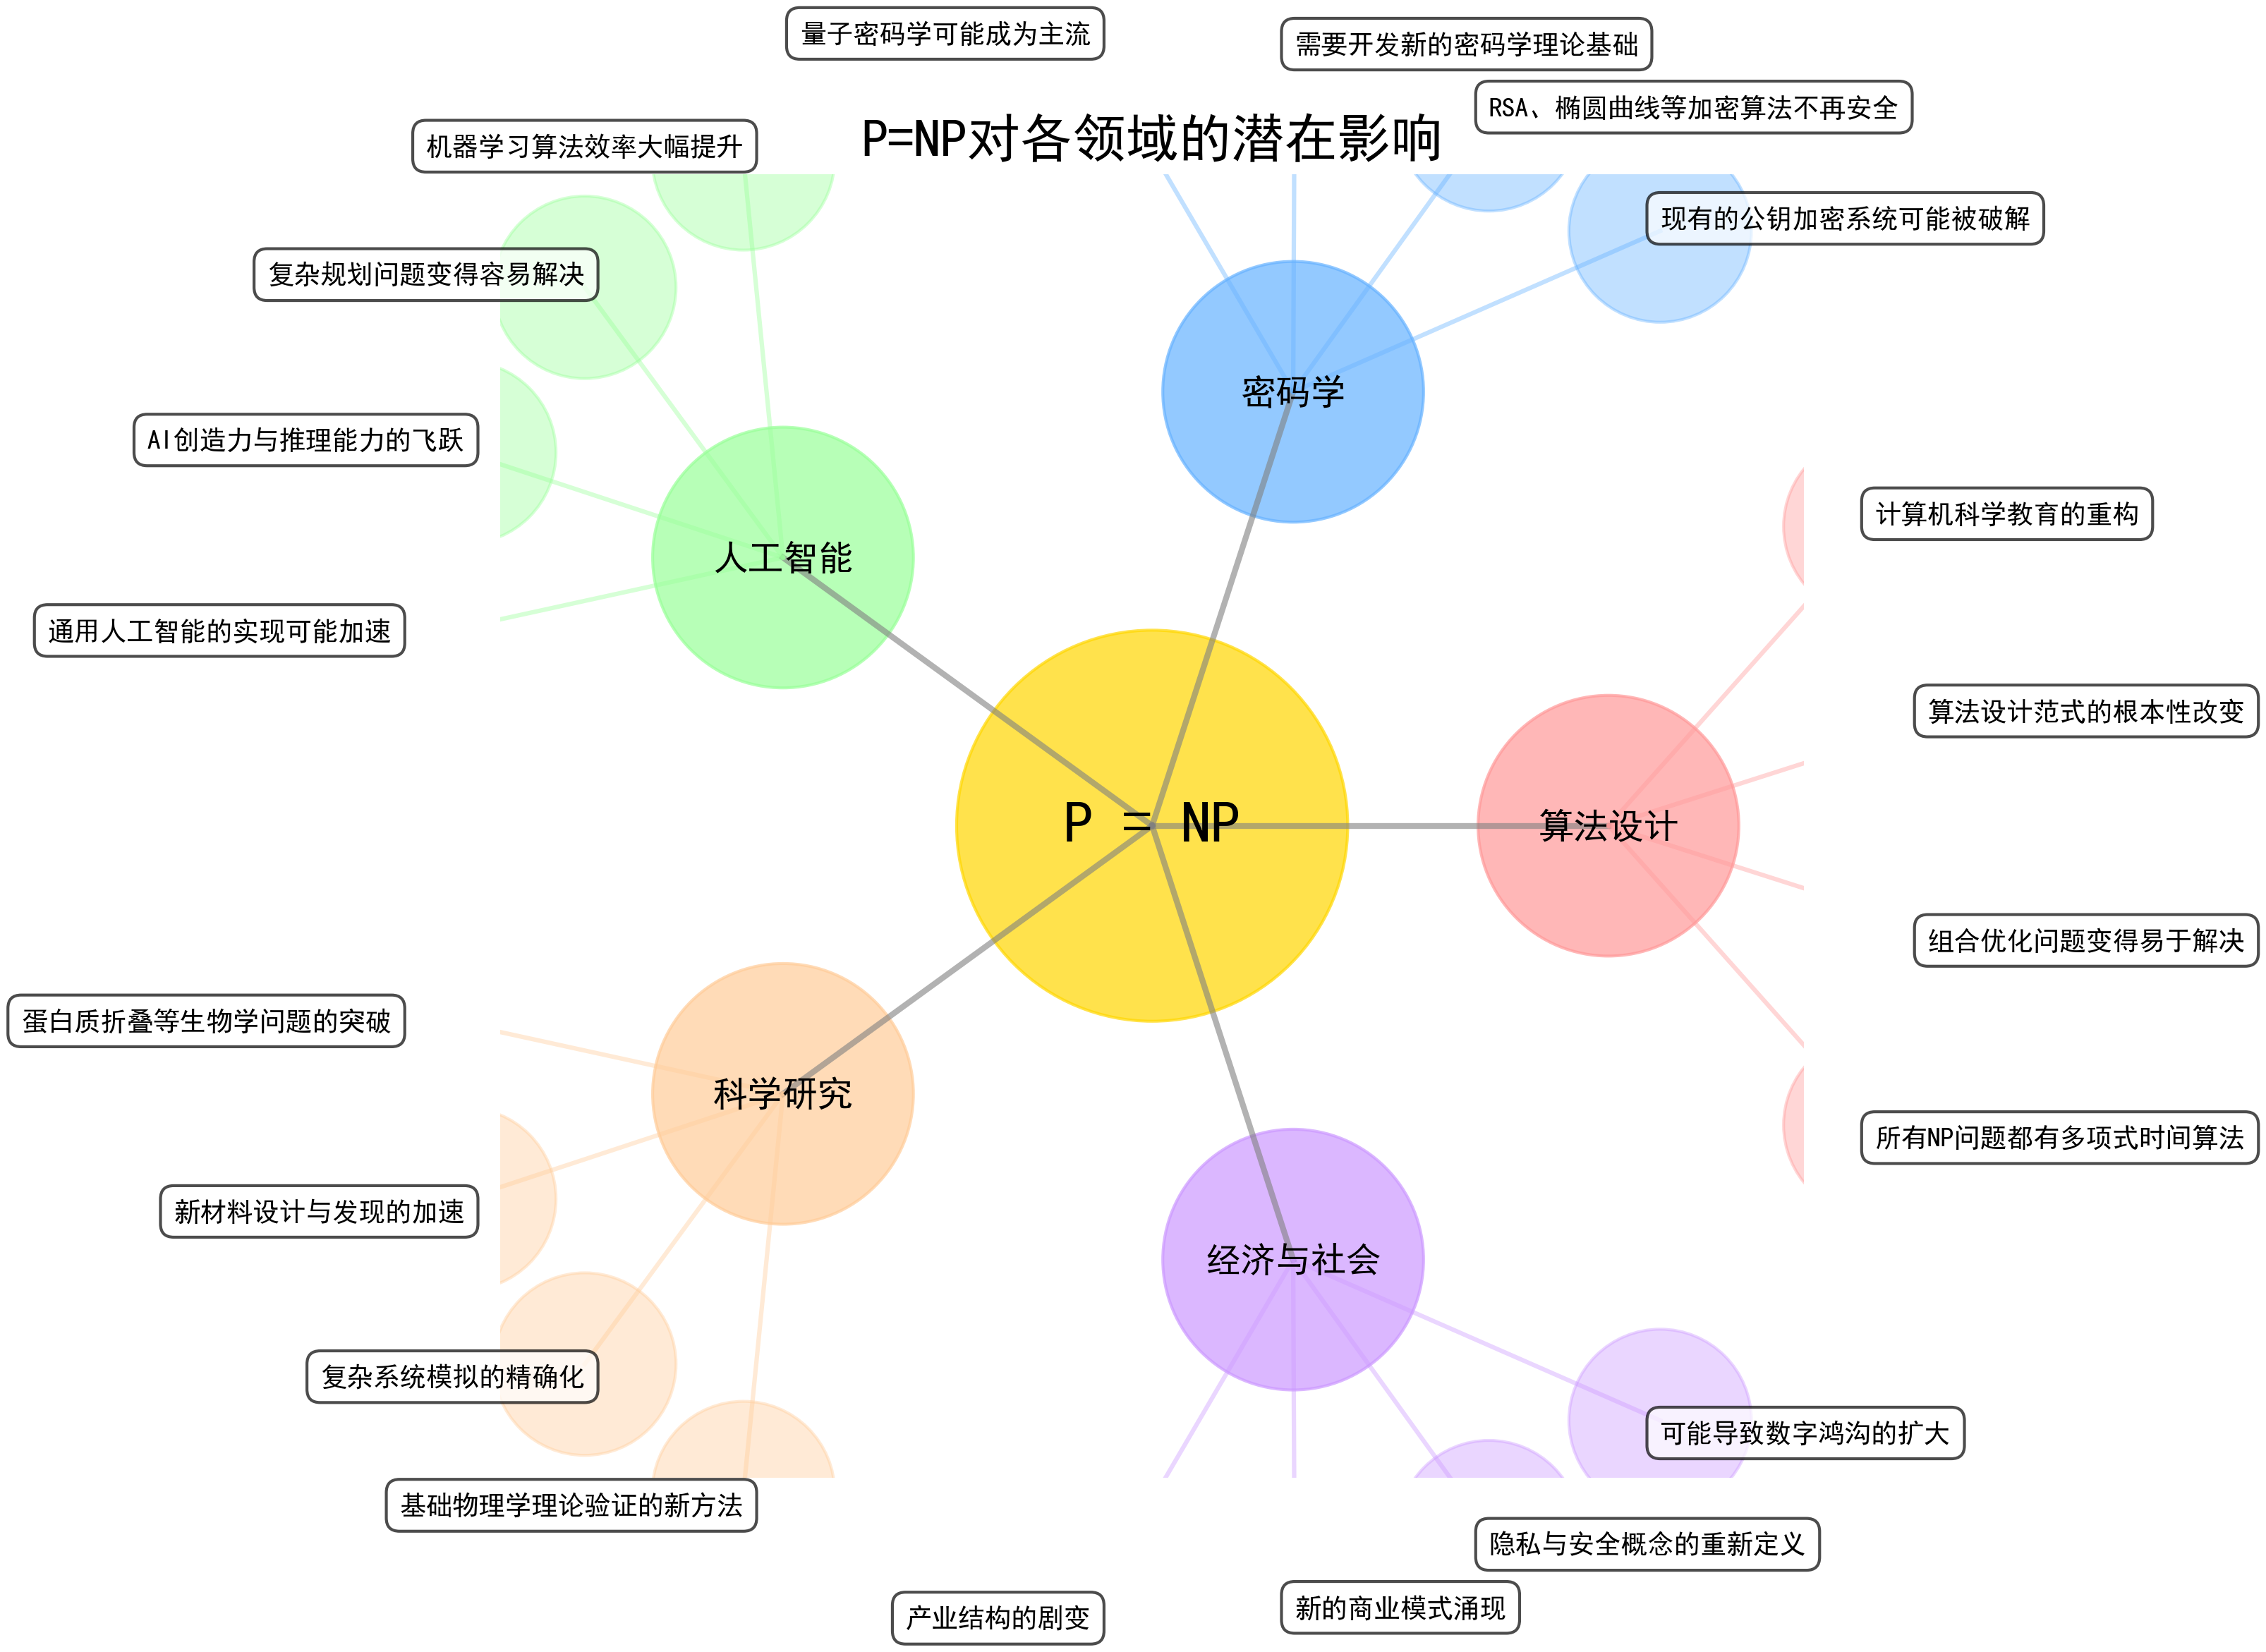 量子密码学可能成为主流
需要开发新的密码学理论基础
RSA、椭圆曲线等加密算法不再安全
P=NP对各领域的潜在影响
机器学习算法效率大幅提升
现有的公钥加密系统可能被破解
复杂规划问题变得容易解决
密码学
AI创造力与推理能力的飞跃
计算机科学教育的重构
人工智能
通用人工智能的实现可能加速
算法设计范式的根本性改变
P = NP
算法设计
组合优化问题变得易于解决
蛋白质折叠等生物学问题的突破
科学研究
所有NP问题都有多项式时间算法
新材料设计与发现的加速
经济与社会
复杂系统模拟的精确化
可能导致数字鸿沟的扩大
基础物理学理论验证的新方法
隐私与安全概念的重新定义
新的商业模式涌现
产业结构的剧变